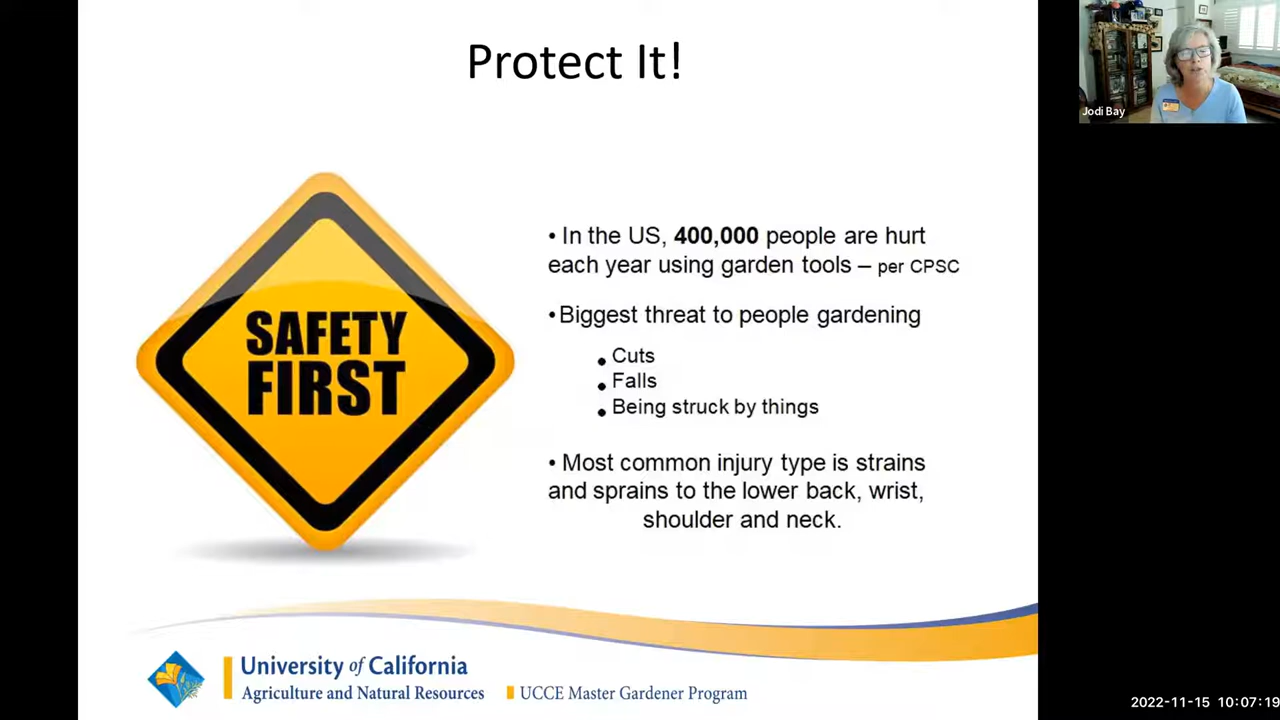 Protect It!
Jodi Bay
SAFETY
FIRST
• In the US, 400,000 people are hurt
each year using garden tools – per CPSC
•Biggest threat to people gardening
• Cuts
• Falls
• Being struck by things
• Most common injury type is strains
and sprains to the lower back, wrist,
shoulder and neck.
University of California
Agriculture and Natural Resources
UCCE Master Gardener Program
2022-11-15 10:07:19